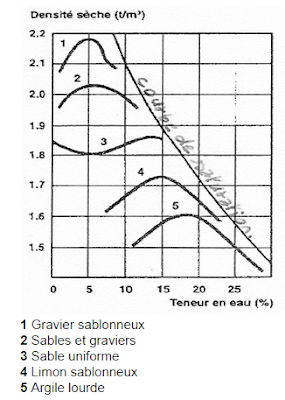 Densité sèche (t/m³)
2,2
2.1
2.0
1.9
1.8
1.7
1.6
1.5
1
2
3
4
5
courbe de saturation.
0 5 10 15 20 25
Teneur en eau (%)
1 Gravier sablonneux
2 Sables et graviers
3 Sable uniforme
4 Limon sablonneux
5 Argile lourde